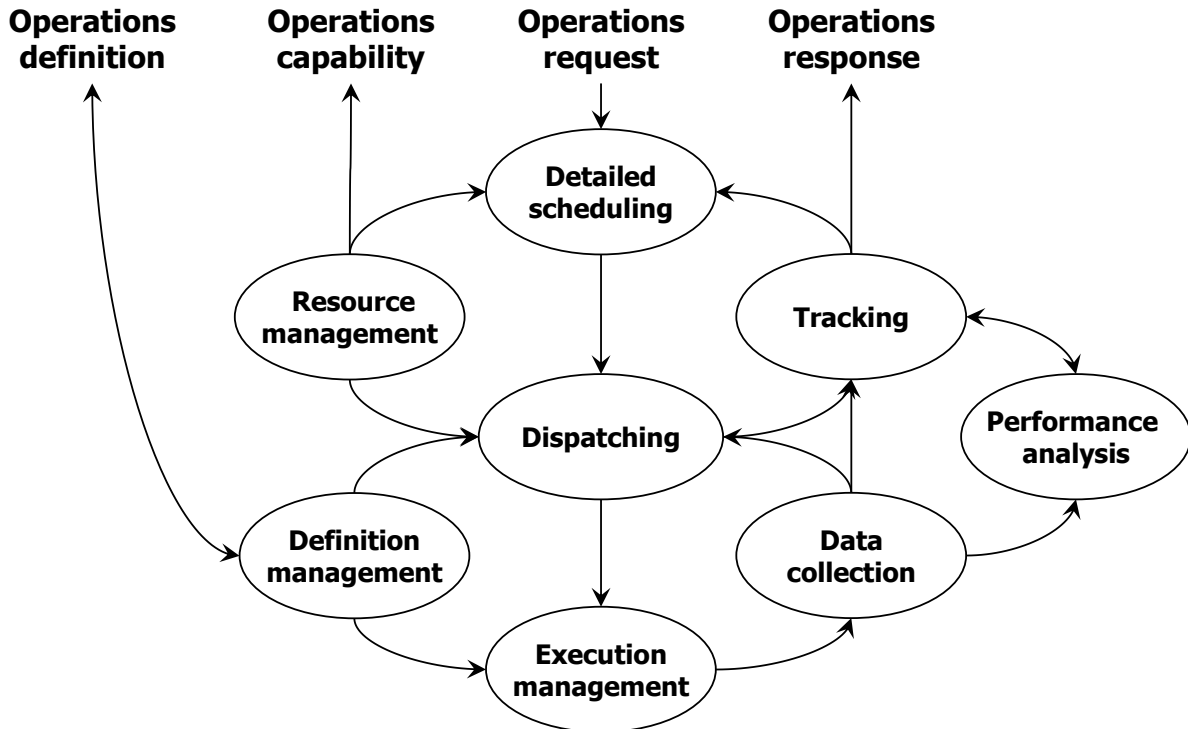 Operations
definition
Operations
capability
Operations
request
Operations
response
Detailed
scheduling
Resource
management
Tracking
Dispatching
Performance
analysis
Definition
management
Data
collection
Execution
management